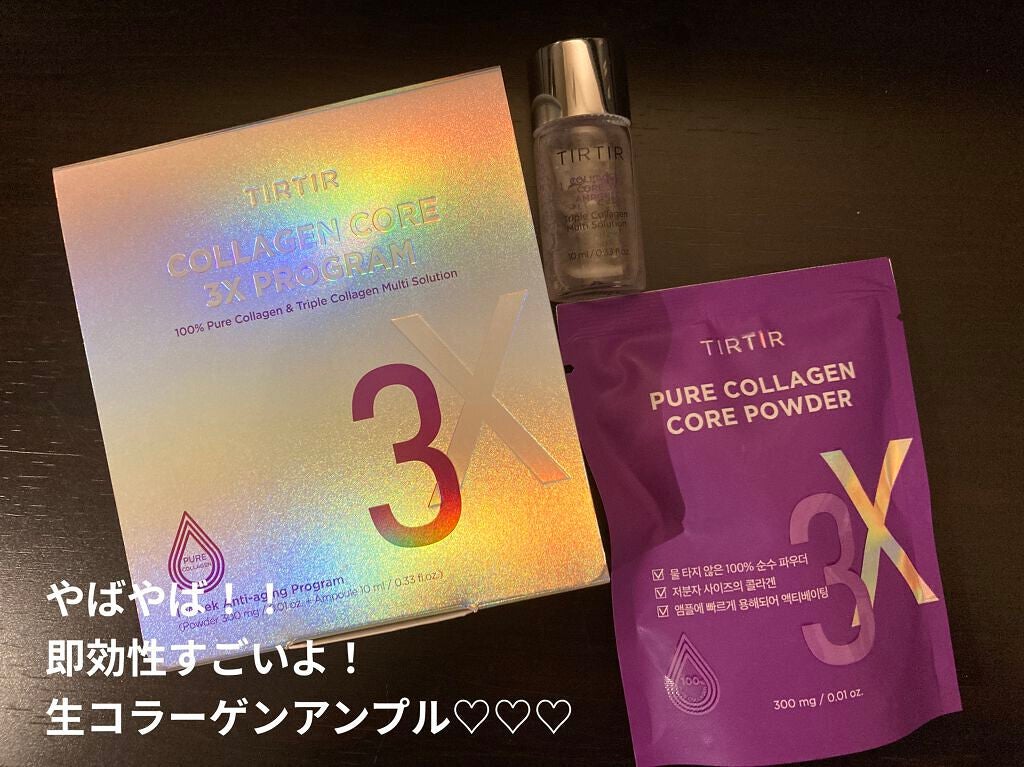 TIRTIR
COLLAGEN CORE
3X PROGRAM
100% Pure Collagen & Triple Collagen Multi Solution
3X
PURE
COLLAGEN
Anti-aging Program
(Powder 300 mg / 0.01 oz. + Ampoule 10 ml / 0.33 fl.oz.)
TIRTIR
COLLAGEN
CORE
AMPOULE
Triple Collagen
Multi Solution
10 ml / 0.33 fl.oz.
TIRTIR
PURE COLLAGEN
CORE POWDER
3X
물 타지 않은 100% 순수 파우더
저분자 사이즈의 콜라겐
앰플에 빠르게 용해되어 액티베이팅
100%
300 mg / 0.01 oz.
やばやば！！
即効性すごいよ！
生コラーゲンアンプル♡♡♡